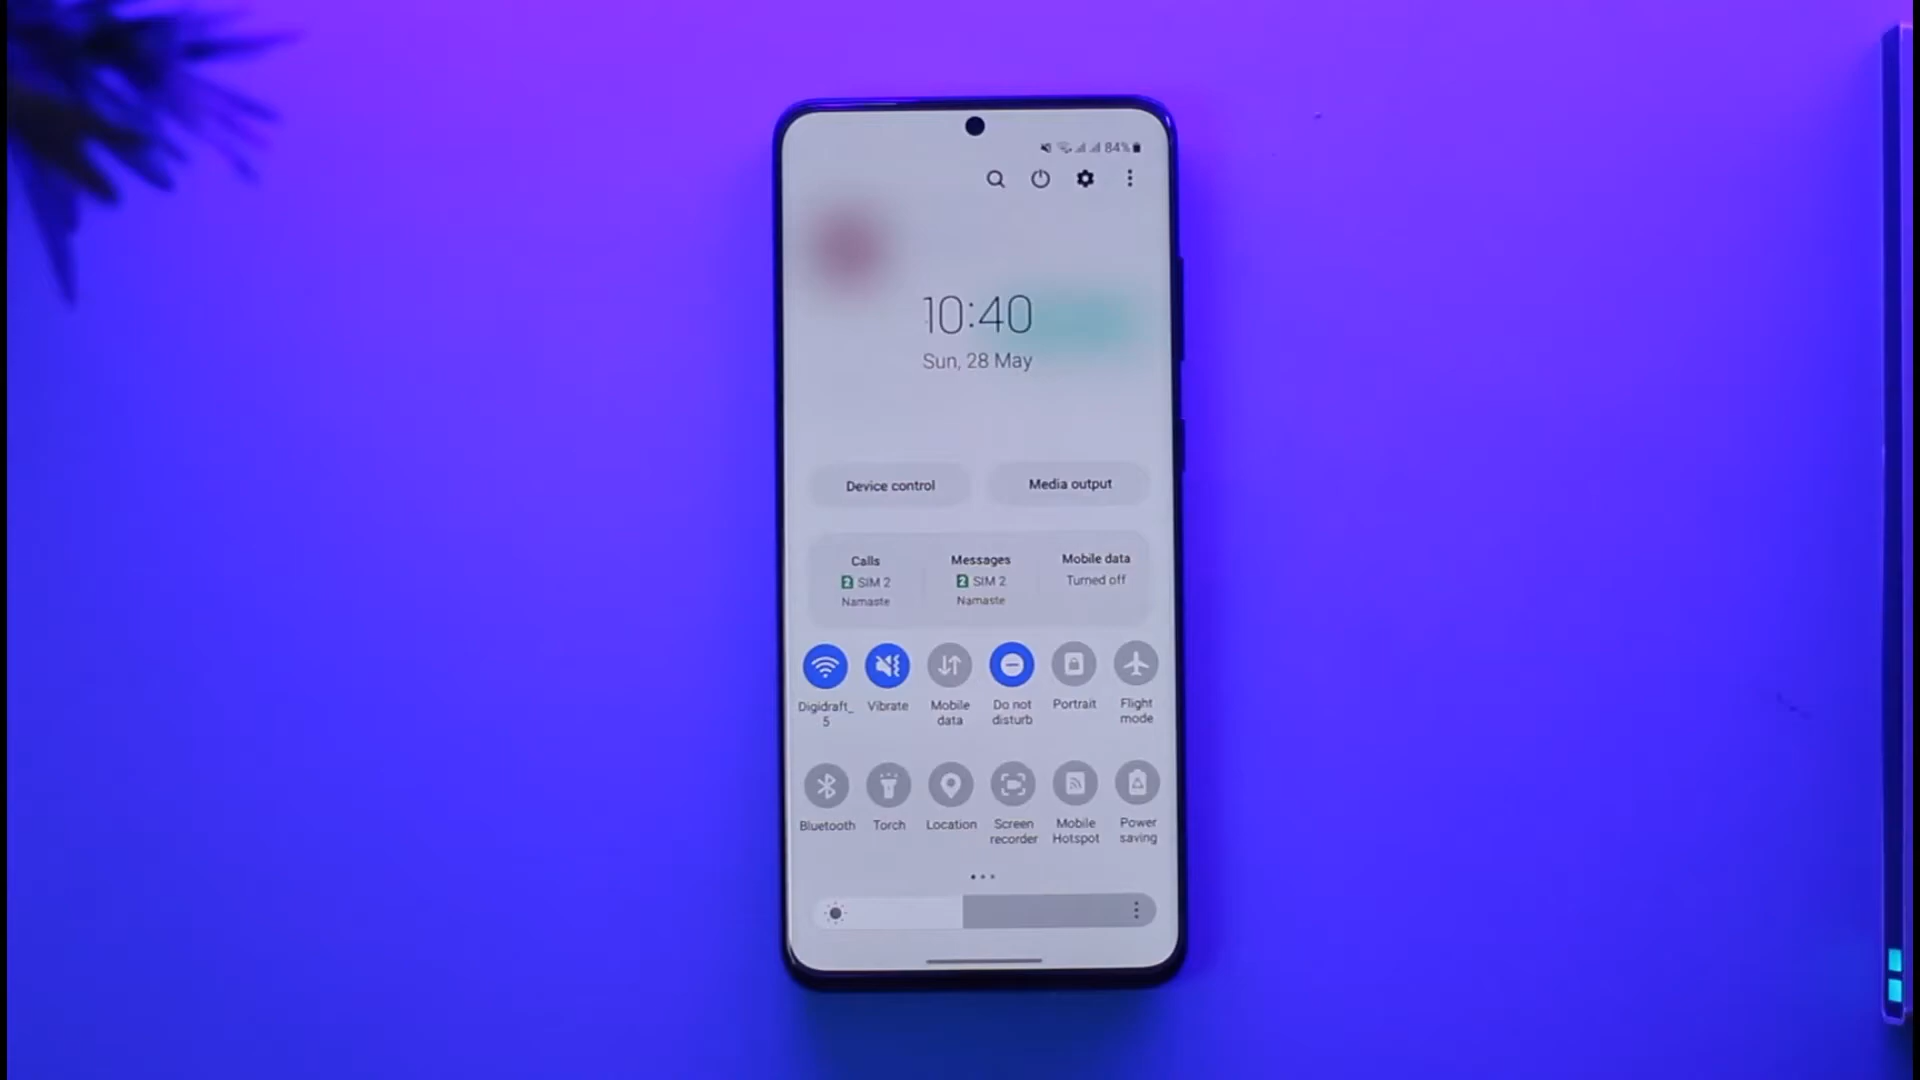 84%
10:40
Sun, 28 May
Device control
Media output
Calls
2 SIM 2
Namaste
Messages
2 SIM 2
Namaste
Mobile data
Turned off
Digidraft_
5
Vibrate
Mobile
data
Do not
disturb
Portrait
Flight
mode
Bluetooth
Torch
Location
Screen
recorder
Mobile
Hotspot
Power
saving